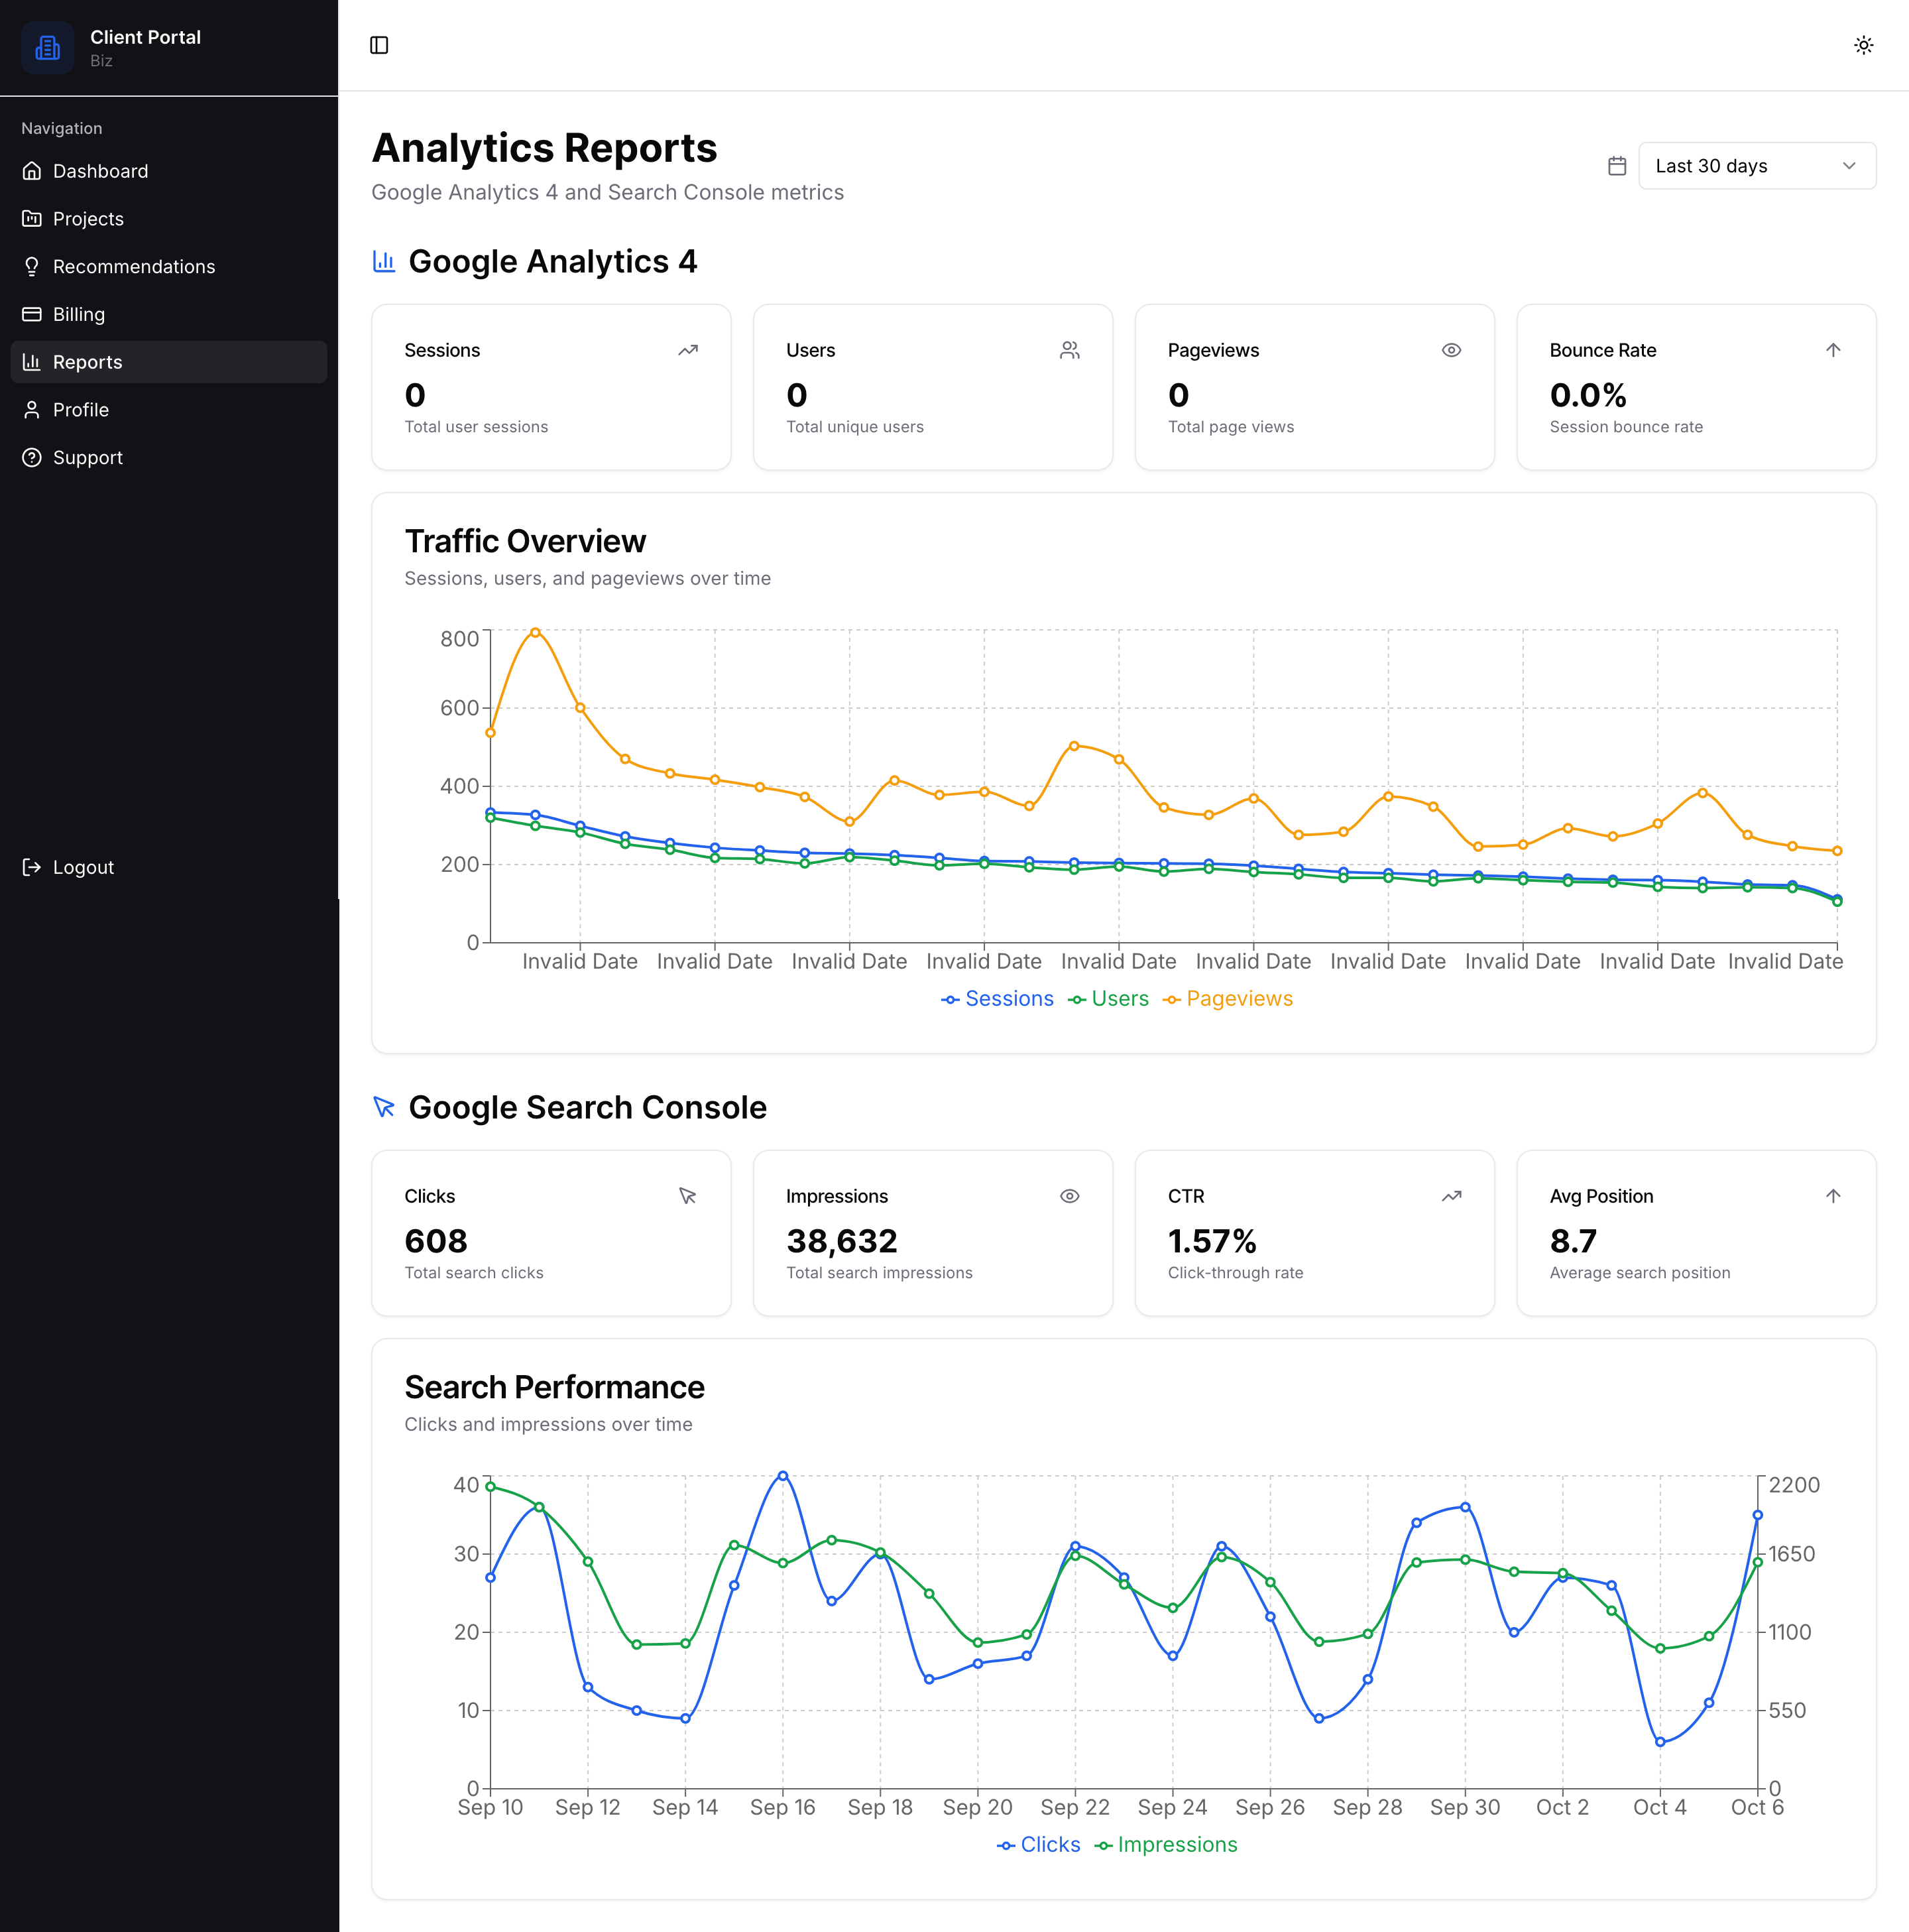 Client Portal
Biz
Navigation
Dashboard
Projects
Recommendations
Billing
Reports
Profile
Support
Logout
Analytics Reports
Google Analytics 4 and Search Console metrics
Last 30 days
Google Analytics 4
Sessions
0
Total user sessions
Users
0
Total unique users
Pageviews
0
Total page views
Bounce Rate
0.0%
Session bounce rate
Traffic Overview
Sessions, users, and pageviews over time
800
600
400
200
0
Invalid Date Invalid Date Invalid Date Invalid Date Invalid Date Invalid Date Invalid Date Invalid Date Invalid Date Invalid Date
Sessions Users Pageviews
Google Search Console
Clicks
608
Total search clicks
Impressions
38,632
Total search impressions
CTR
1.57%
Click-through rate
Avg Position
8.7
Average search position
Search Performance
Clicks and impressions over time
40 2200
30 1650
20 1100
10 550
0 0
Sep 10 Sep 12 Sep 14 Sep 16 Sep 18 Sep 20 Sep 22 Sep 24 Sep 26 Sep 28 Sep 30 Oct 2 Oct 4 Oct 6
Clicks Impressions